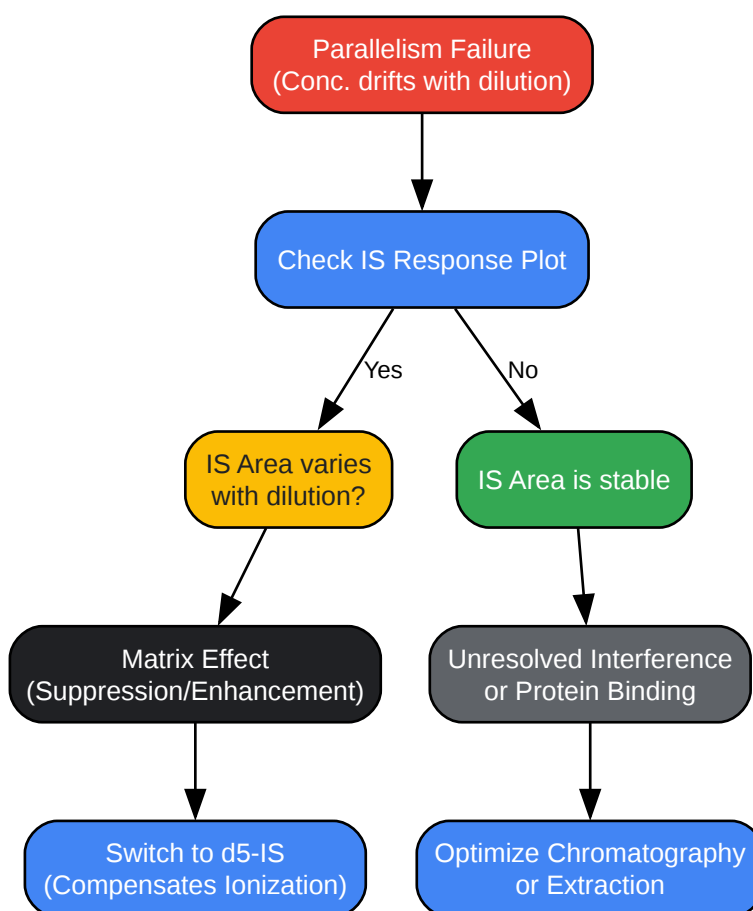 Parallelism Failure
(Conc. drifts with dilution)
Check IS Response Plot
Yes
No
IS Area varies
with dilution?
IS Area is stable
Matrix Effect
(Suppression/Enhancement)
Unresolved Interference
or Protein Binding
Switch to d5-IS
(Compensates Ionization)
Optimize Chromatography
or Extraction